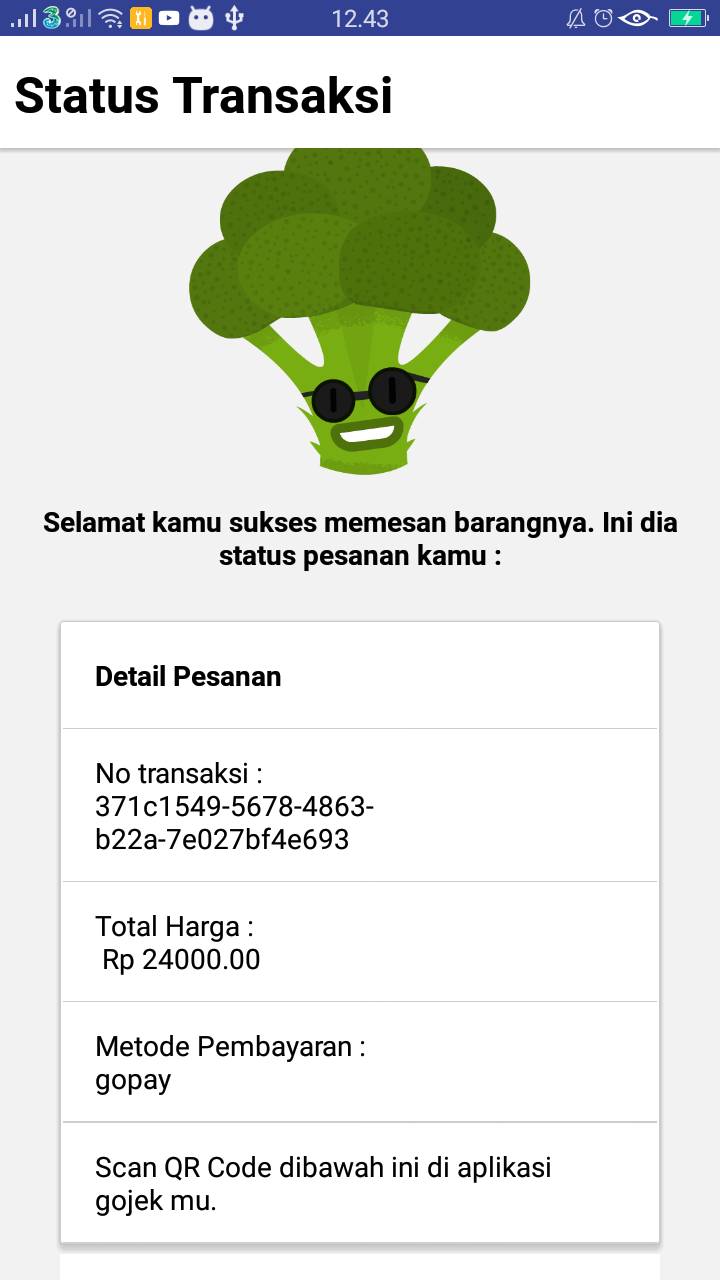 12.43
Status Transaksi
Selamat kamu sukses memesan barangnya. Ini dia
status pesanan kamu :
Detail Pesanan
No transaksi :
371c1549-5678-4863-
b22a-7e027bf4e693
Total Harga :
Rp 24000.00
Metode Pembayaran :
gopay
Scan QR Code dibawah ini di aplikasi
gojek mu.